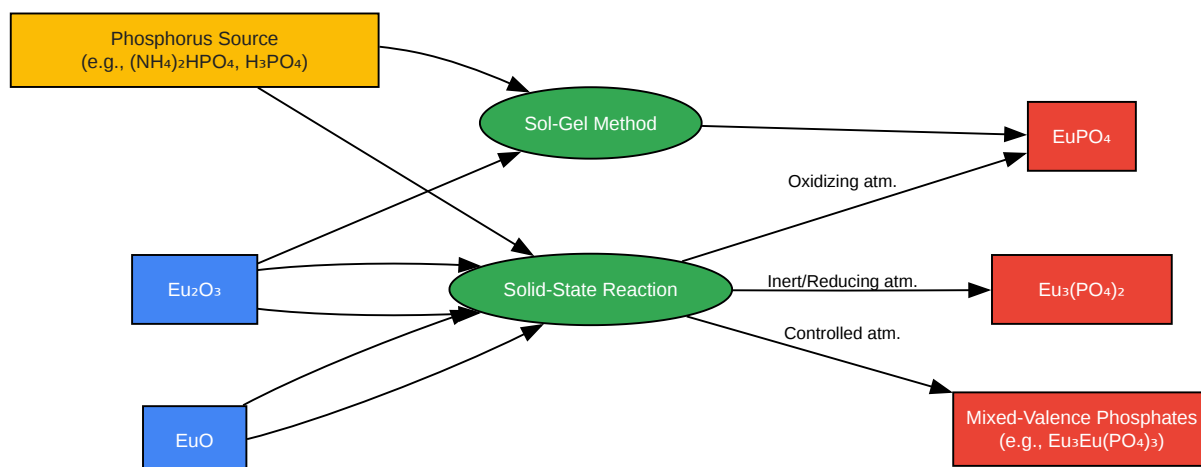 Phosphorus Source
(e.g., (NH₄)₂HPO₄, H₃PO₄)
Sol-Gel Method
EuPO₄
Oxidizing atm.
Eu₂O₃
Solid-State Reaction
Inert/Reducing atm.
Eu₃(PO₄)₂
Controlled atm.
EuO
Mixed-Valence Phosphates
(e.g., Eu₃Eu(PO₄)₃)